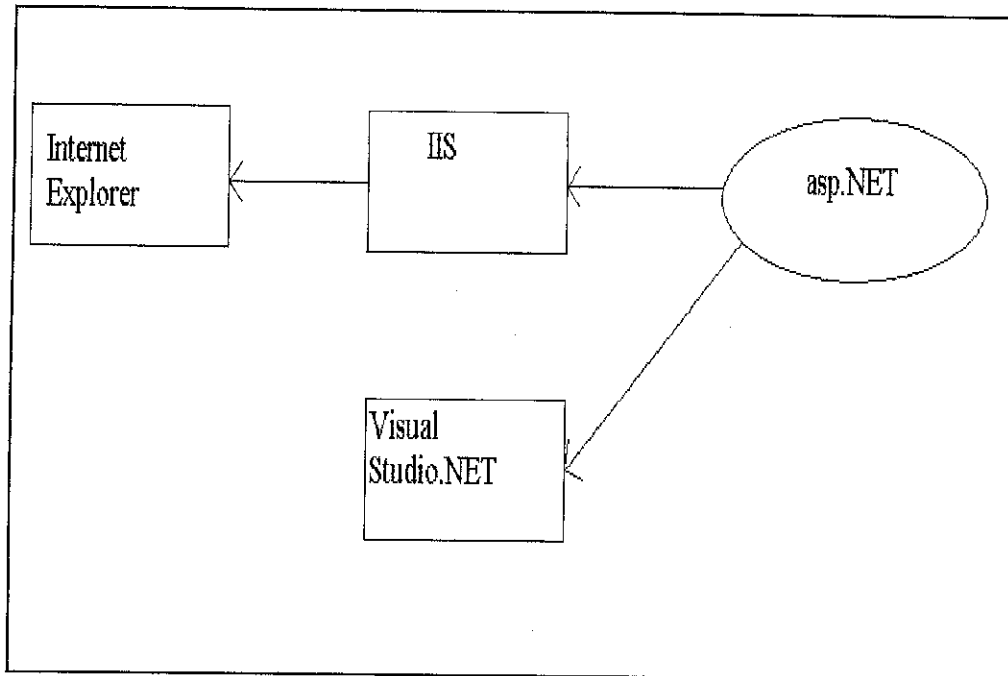 Internet
Explorer
IIS
asp.NET
Visual
Studio.NET